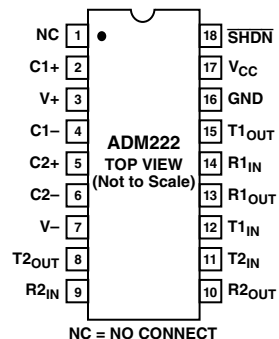 NC 1 18 SHDN
C1+ 2 17 VCC
V+ 3 16 GND
C1– 4 15 T1OUT
ADM222
C2+ 5 TOP VIEW 14 R1IN
(Not to Scale)
C2– 6 13 R1OUT
V– 7 12 T1IN
T2OUT 8 11 T2IN
R2IN 9 10 R2OUT
NC = NO CONNECT